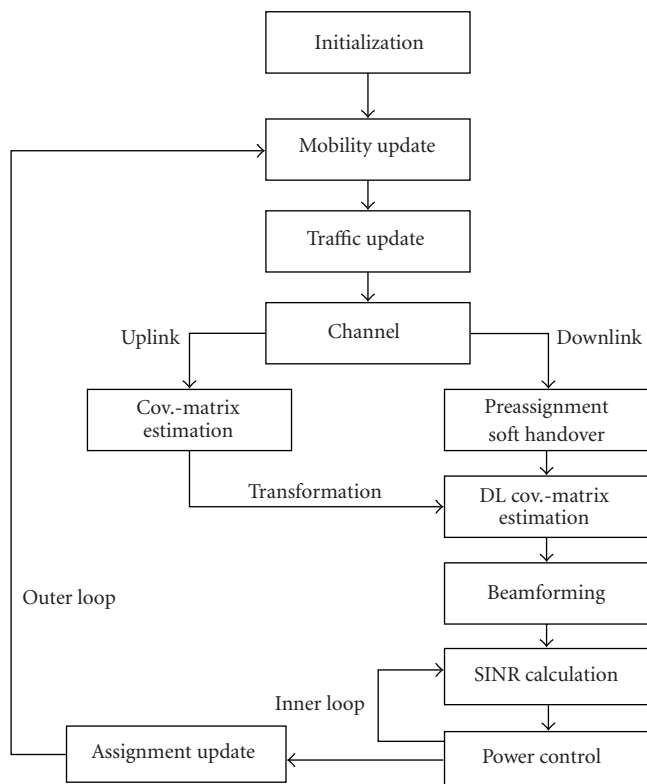 Initialization
Mobility update
Traffic update
Channel
Uplink
Downlink
Cov.-matrix
estimation
Preassignment
soft handover
Transformation
DL cov.-matrix
estimation
Beamforming
Outer loop
SINR calculation
Inner loop
Assignment update
Power control